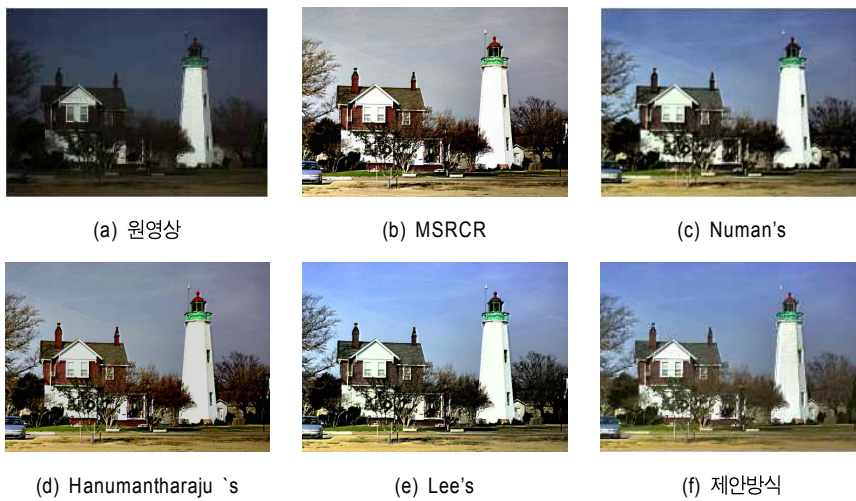 (a) 원영상
(b) MSRCR
(c) Numan's
(d) Hanumantharaju `s
(e) Lee's
(f) 제안방식